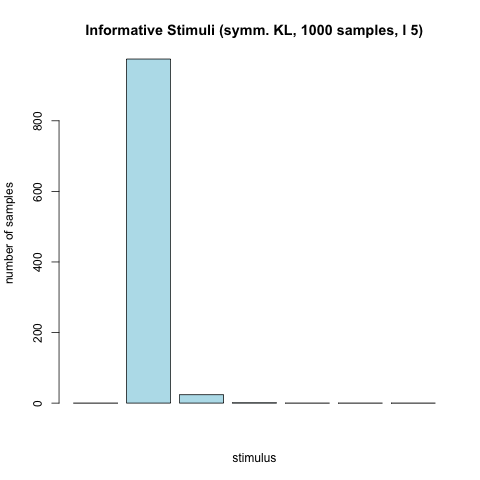 Informative Stimuli (symm. KL, 1000 samples, l 5)
number of samples
800
600
400
200
0
stimulus